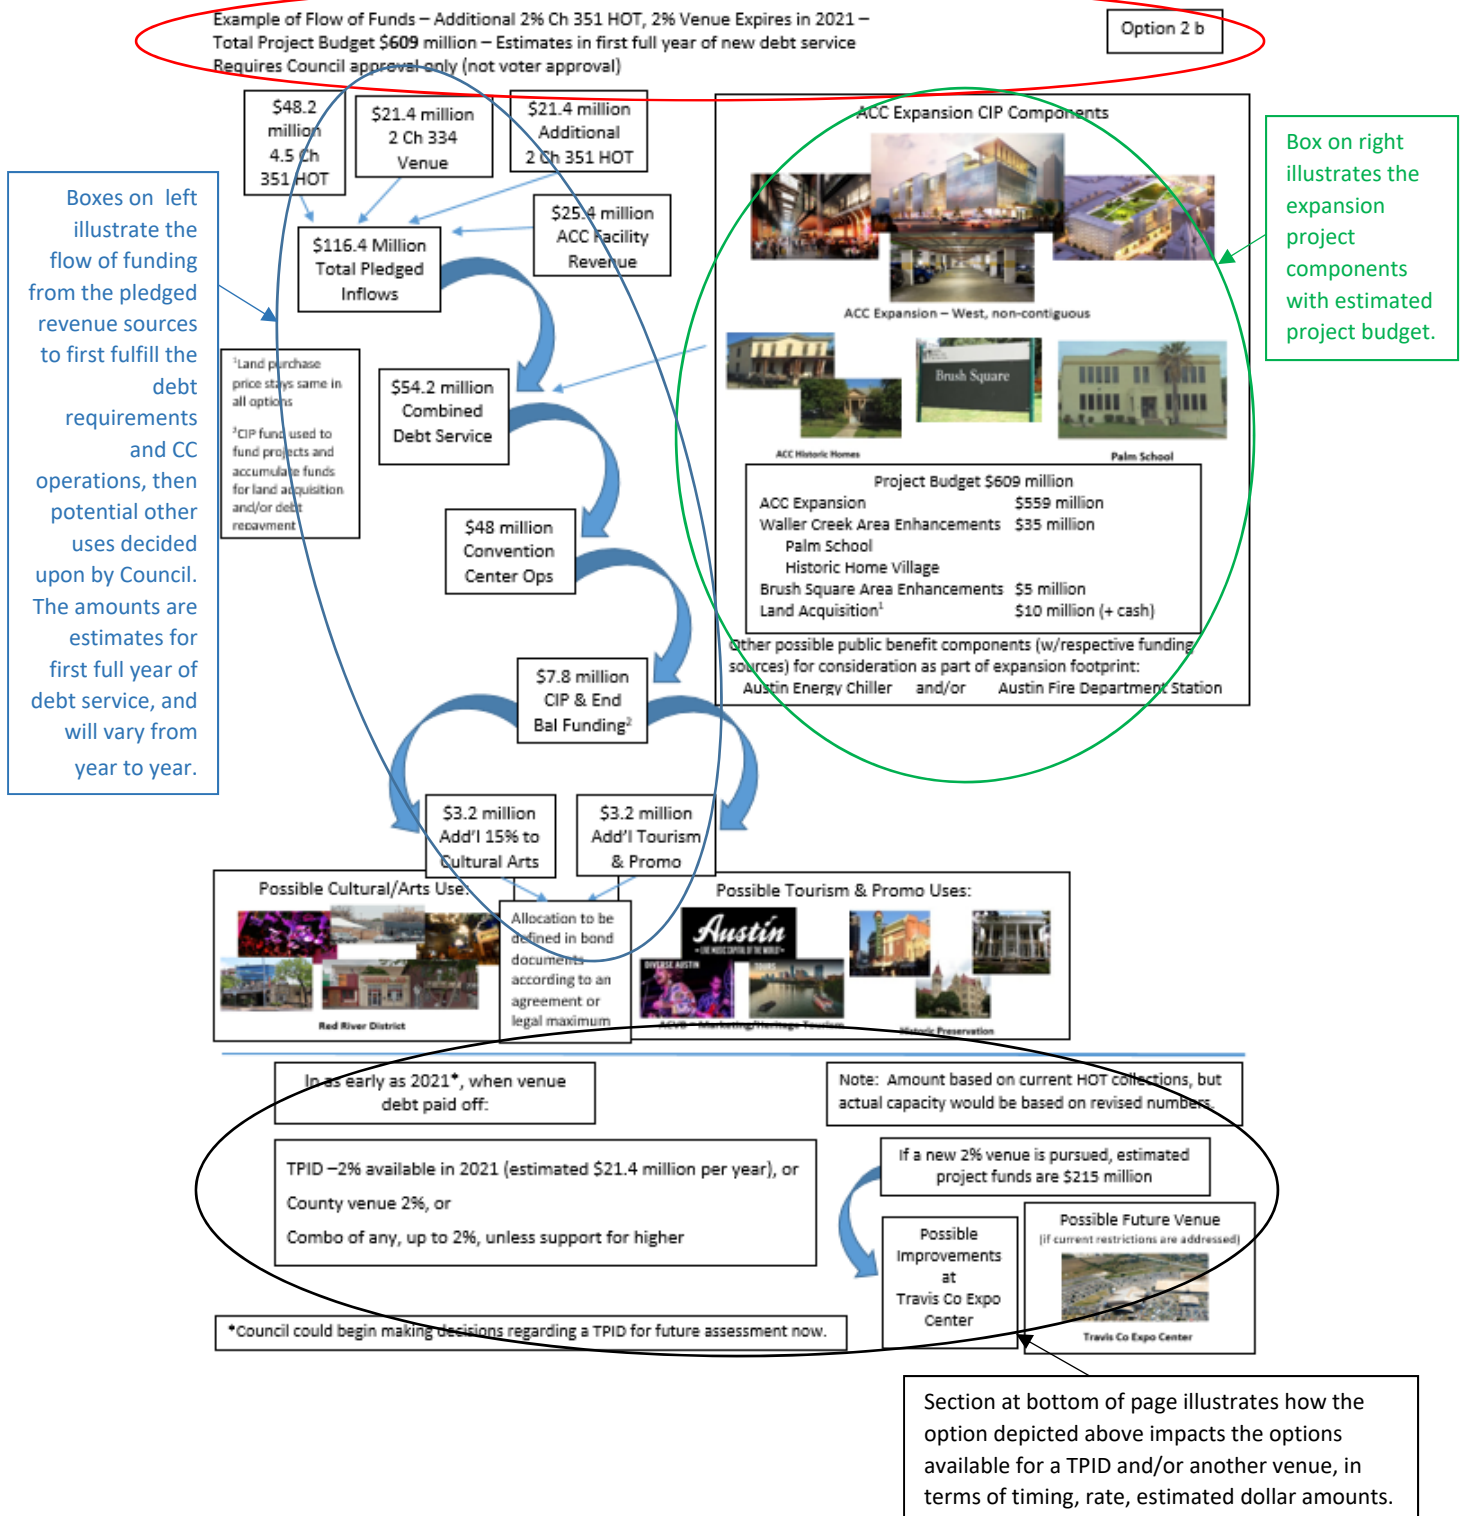 Example of Flow of Funds – Additional 2% Ch 351 HOT, 2% Venue Expires in 2021 –
Total Project Budget $609 million – Estimates in first full year of new debt service
Requires Council approval only (not voter approval)
Option 2 b
$48.2
million
4.5 Ch
351 HOT
$21.4 million
2 Ch 334
Venue
$21.4 million
Additional
2 Ch 351 HOT
$25.4 million
ACC Facility
Revenue
$116.4 Million
Total Pledged
Inflows
Boxes on left
illustrate the
flow of funding
from the pledged
revenue sources
to first fulfill the
debt
requirements
and CC
operations, then
potential other
uses decided
upon by Council.
The amounts are
estimates for
first full year of
debt service, and
will vary from
year to year.
¹Land purchase
price stays same in
all options
²CIP fund used to
fund projects and
accumulate funds
for land acquisition
and/or debt
repayment
$54.2 million
Combined
Debt Service
$48 million
Convention
Center Ops
$7.8 million
CIP & End
Bal Funding²
$3.2 million
Add'l 15% to
Cultural Arts
$3.2 million
Add'l Tourism
& Promo
ACC Expansion CIP Components
ACC Expansion – West, non-contiguous
Brush Square
ACC Historic Homes
Palm School
Project Budget $609 million
ACC Expansion $559 million
Waller Creek Area Enhancements $35 million
Palm School
Historic Home Village
Brush Square Area Enhancements $5 million
Land Acquisition¹ $10 million (+ cash)
Other possible public benefit components (w/respective funding
sources) for consideration as part of expansion footprint:
Austin Energy Chiller and/or Austin Fire Department Station
Box on right
illustrates the
expansion
project
components
with estimated
project budget.
Possible Cultural/Arts Use:
Red River District
Allocation to be
defined in bond
documents
according to an
agreement or
legal maximum
Possible Tourism & Promo Uses:
Austin
LIVE MUSIC CAPITAL OF THE WORLD
DIVERSE AUSTIN
ACVB – Marketing/Heritage Tourism
Historic Preservation
In as early as 2021*, when venue
debt paid off:
Note: Amount based on current HOT collections, but
actual capacity would be based on revised numbers.
TPID –2% available in 2021 (estimated $21.4 million per year), or
County venue 2%, or
Combo of any, up to 2%, unless support for higher
If a new 2% venue is pursued, estimated
project funds are $215 million
Possible
Improvements
at
Travis Co Expo
Center
Possible Future Venue
(if current restrictions are addressed)
Travis Co Expo Center
*Council could begin making decisions regarding a TPID for future assessment now.
Section at bottom of page illustrates how the
option depicted above impacts the options
available for a TPID and/or another venue, in
terms of timing, rate, estimated dollar amounts.